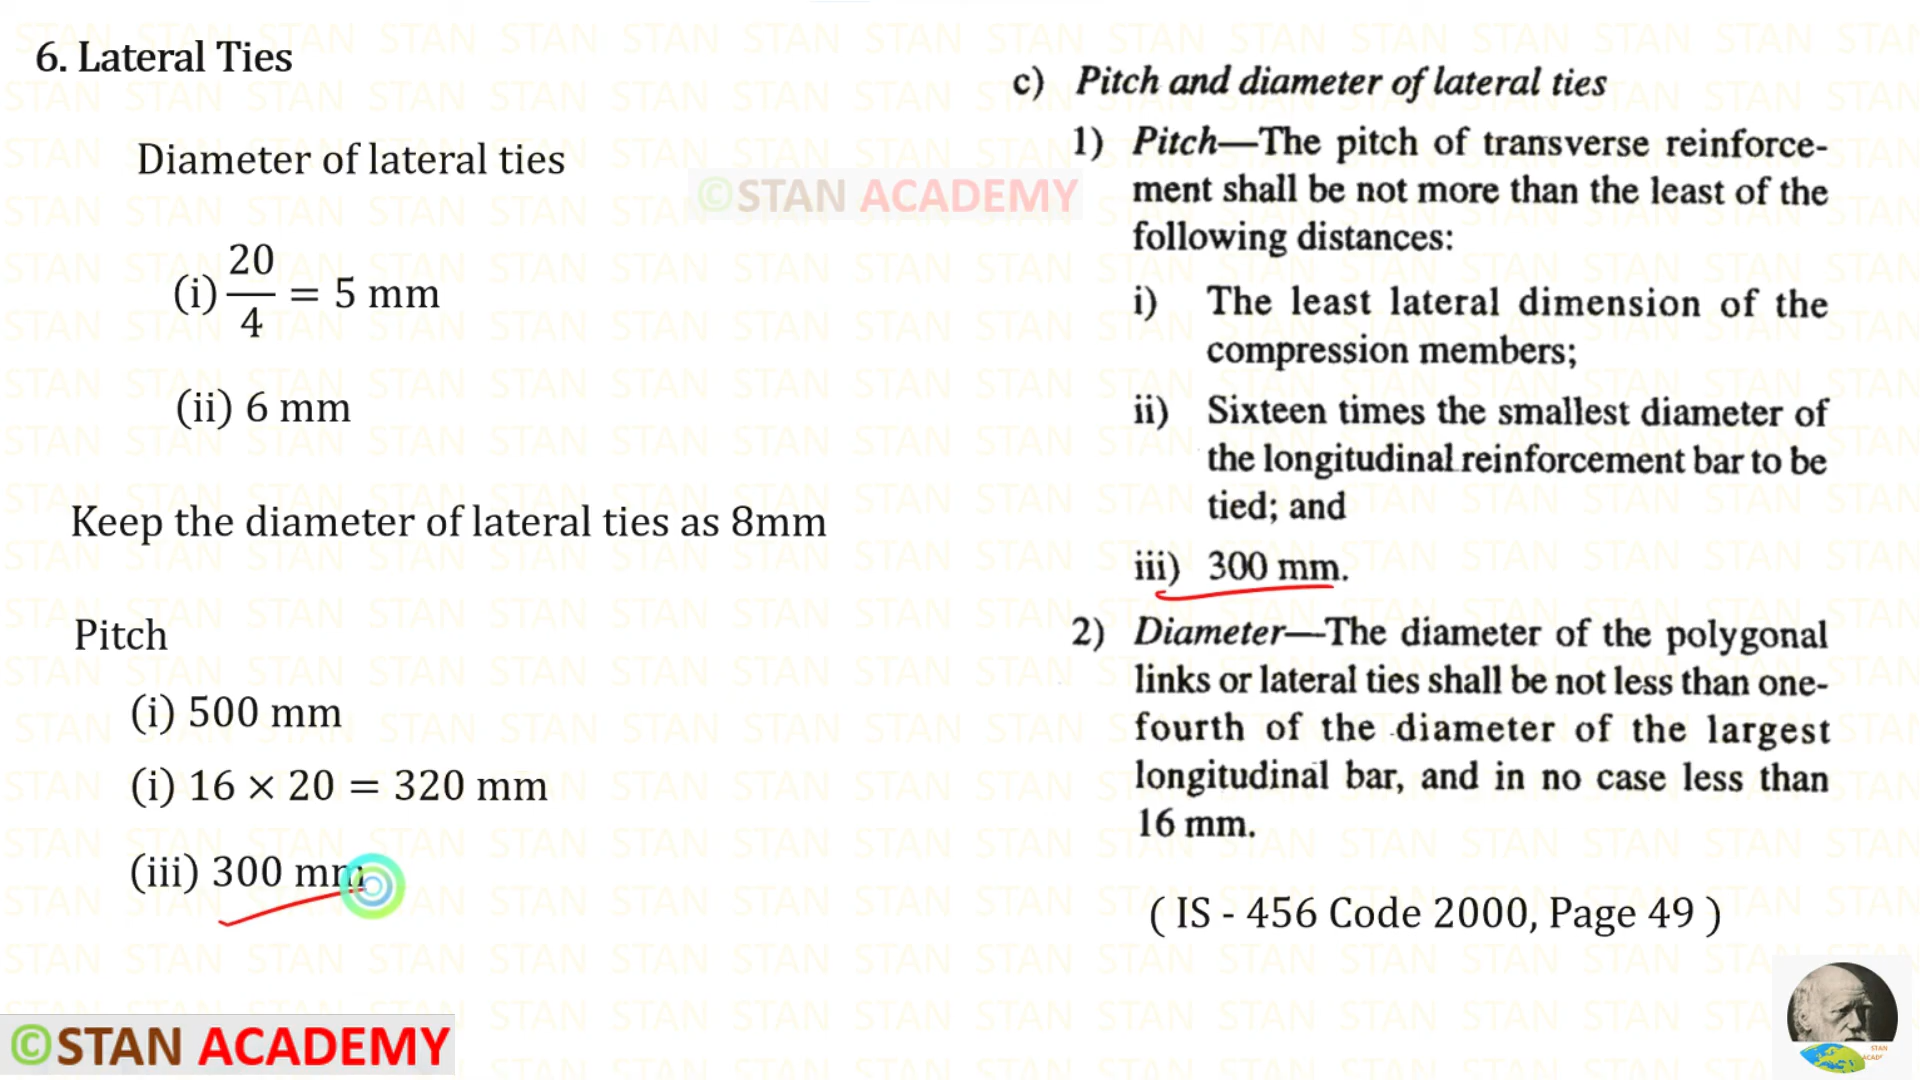 6. Lateral Ties
Diameter of lateral ties
(i) 20/4 = 5 mm
(ii) 6 mm
Keep the diameter of lateral ties as 8mm
Pitch
(i) 500 mm
(i) 16 × 20 = 320 mm
(iii) 300 mm
©STAN ACADEMY
c) Pitch and diameter of lateral ties
1) Pitch—The pitch of transverse reinforce-
ment shall be not more than the least of the
following distances:
i) The least lateral dimension of the
compression members;
ii) Sixteen times the smallest diameter of
the longitudinal reinforcement bar to be
tied; and
iii) 300 mm.
2) Diameter—The diameter of the polygonal
links or lateral ties shall be not less than one-
fourth of the diameter of the largest
longitudinal bar, and in no case less than
16 mm.
( IS - 456 Code 2000, Page 49 )
©STAN ACADEMY
STAN